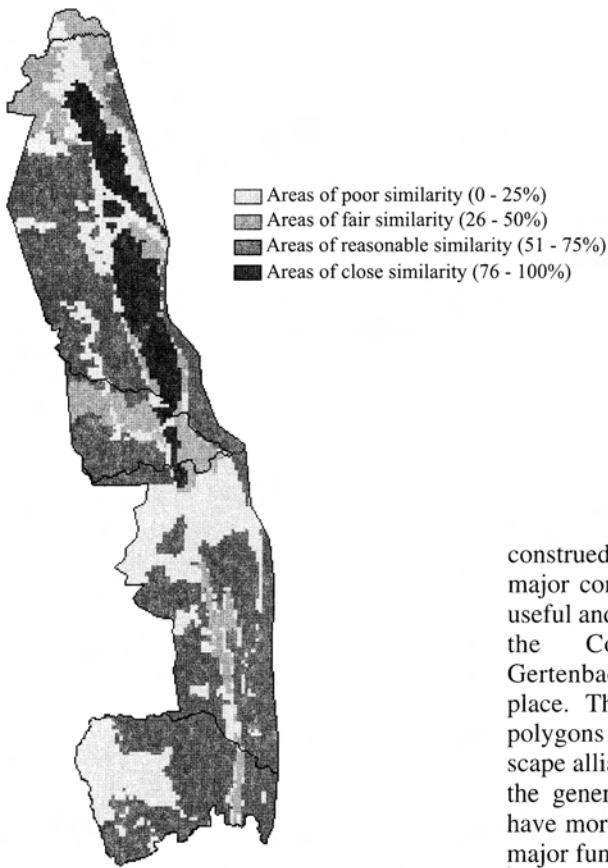 Areas of poor similarity (0 - 25%)
Areas of fair similarity (26 - 50%)
Areas of reasonable similarity (51 - 75%)
Areas of close similarity (76 - 100%)
construed
major con
useful and
the Co
Gertenbac
place. Th
polygons
scape allia
the gener
have mor
major fun